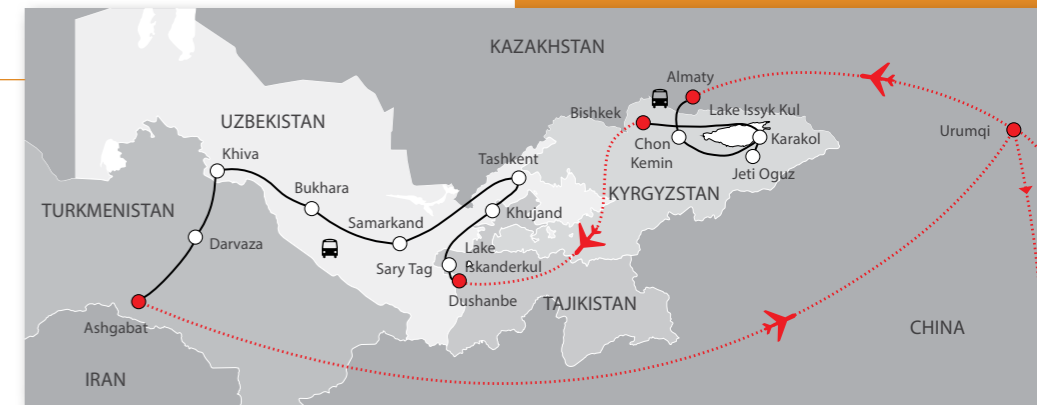 KAZAKHSTAN
Almaty
Bishkek
Lake Issyk Kul
Urumqi
UZBEKISTAN
Chon
Kemin
Karakol
Khiva
Tashkent
Jeti Oguz
Bukhara
KYRGYZSTAN
TURKMENISTAN
Samarkand
Khujand
Darvaza
Lake
Iskanderkul
Sary Tag
Dushanbe
TAJIKISTAN
Ashgabat
CHINA
IRAN